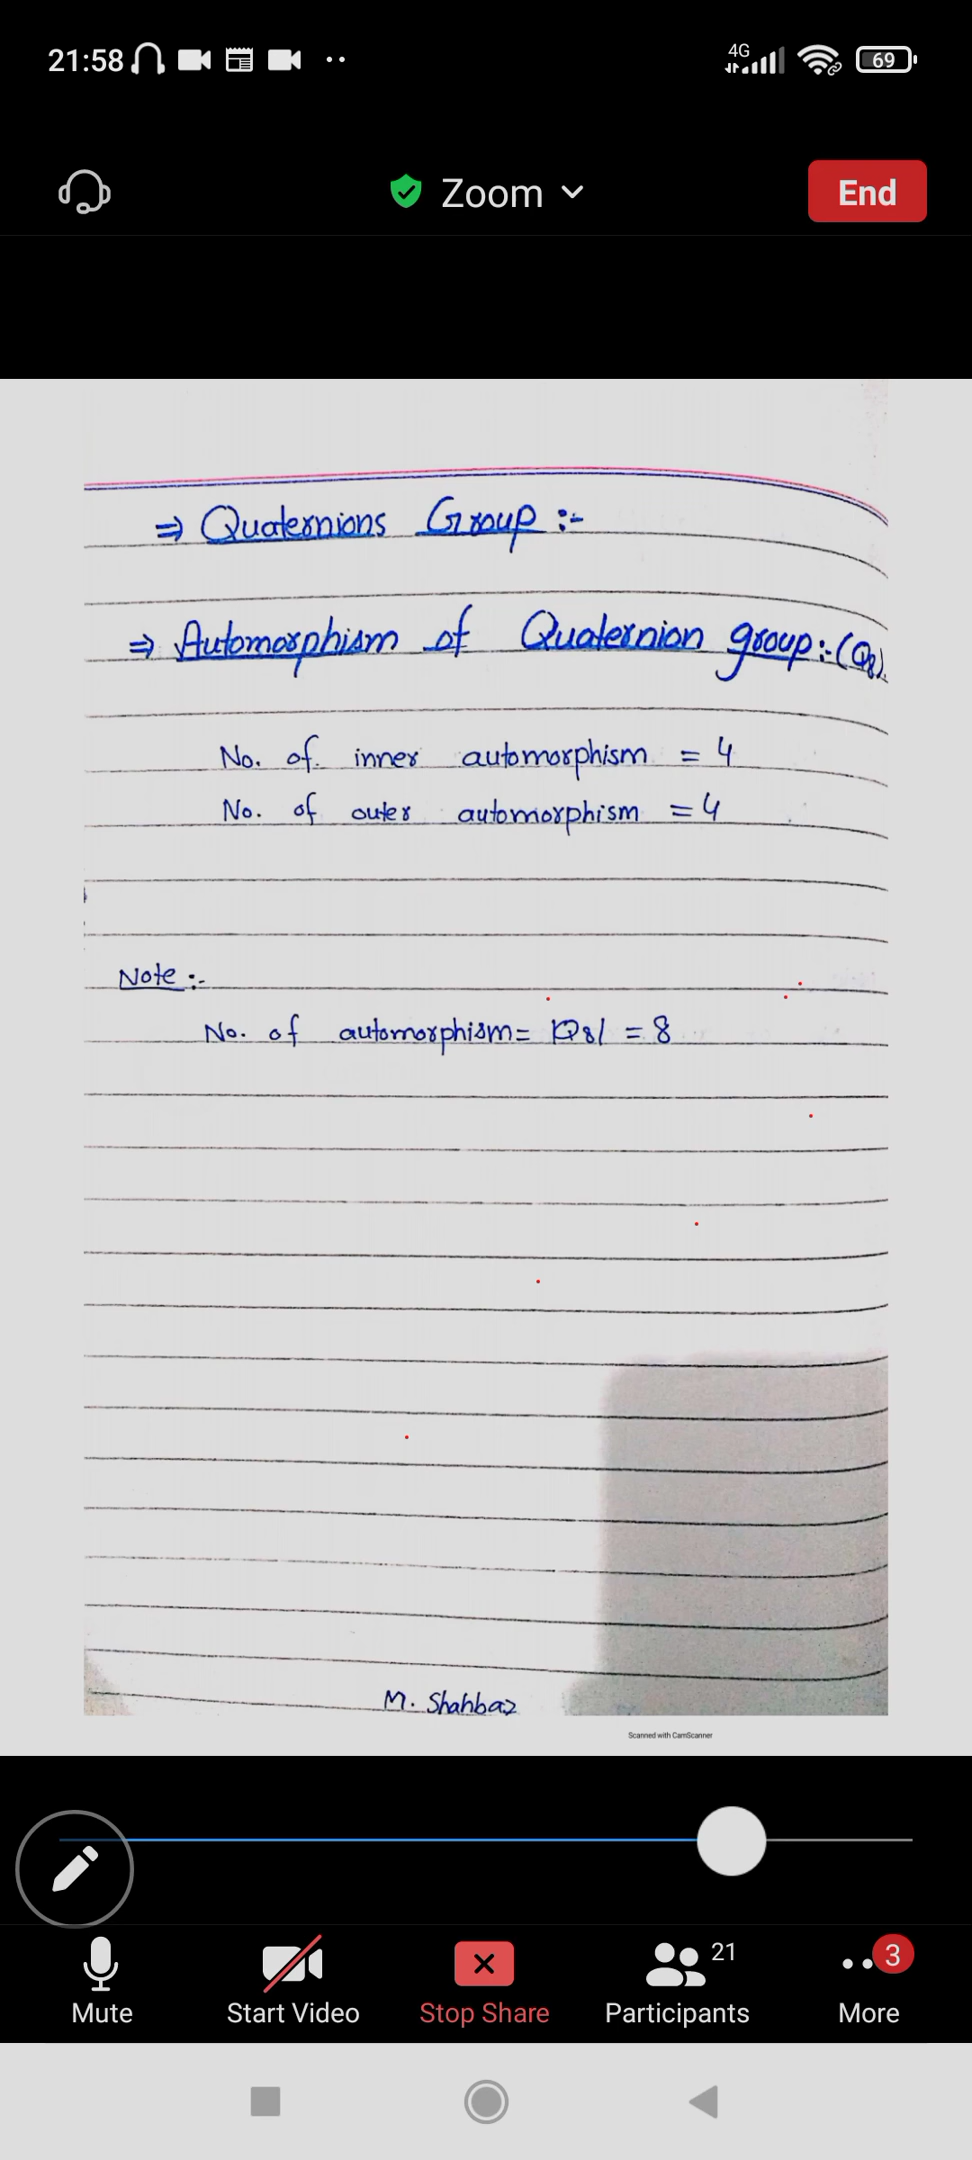 21:58
4G
69
Zoom
End
⇒ Quaternions Group :-
⇒ Automorphism of Quaternion group:-(Q8).
No. of inner automorphism = 4
No. of outer automorphism = 4
Note :-
No. of automorphism= |Q8| = 8
M. Shahbaz
Scanned with CamScanner
21
3
Mute
Start Video
Stop Share
Participants
More